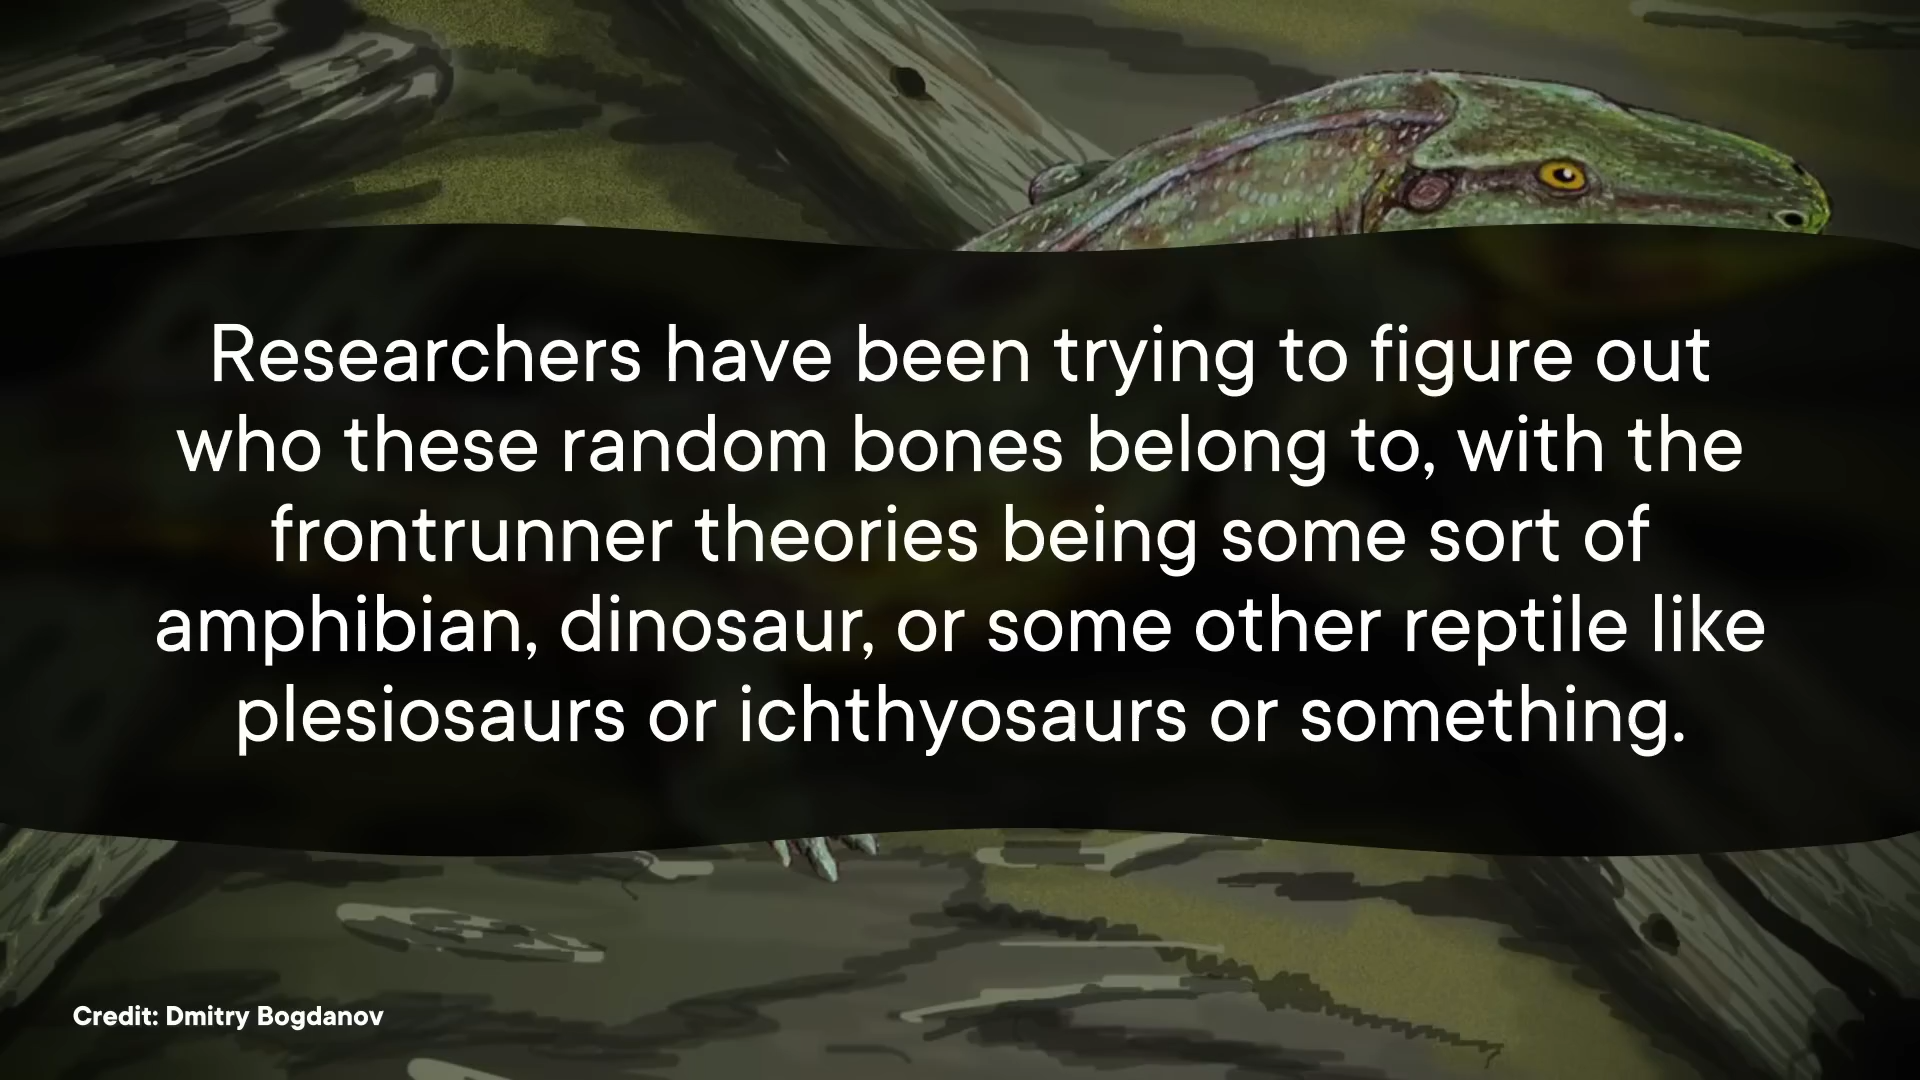 Researchers have been trying to figure out
who these random bones belong to, with the
frontrunner theories being some sort of
amphibian, dinosaur, or some other reptile like
plesiosaurs or ichthyosaurs or something.
Credit: Dmitry Bogdanov